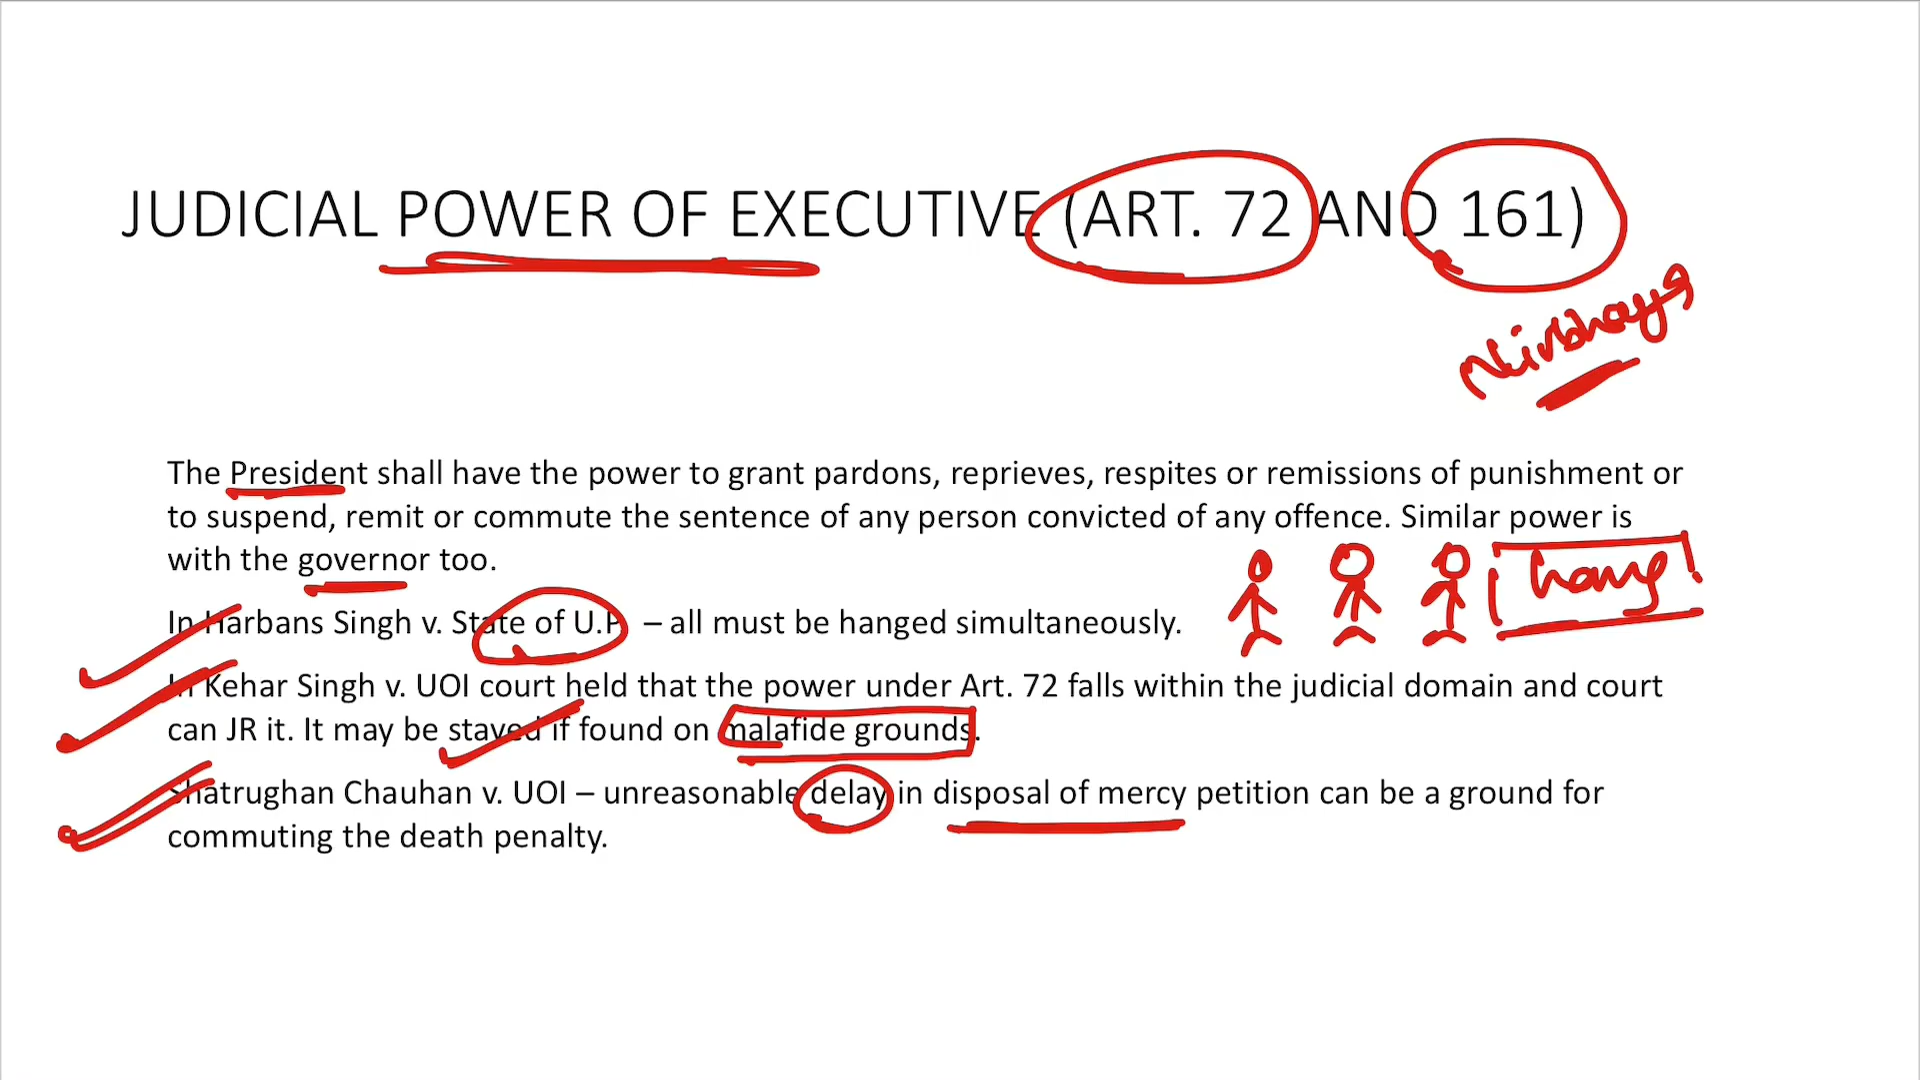 JUDICIAL POWER OF EXECUTIVE (ART. 72 AND 161)
Nirbhaya
The President shall have the power to grant pardons, reprieves, respites or remissions of punishment or
to suspend, remit or commute the sentence of any person convicted of any offence. Similar power is
with the governor too.
hang
In Harbans Singh v. State of U.P – all must be hanged simultaneously.
In Kehar Singh v. UOI court held that the power under Art. 72 falls within the judicial domain and court
can JR it. It may be stayed if found on malafide grounds.
Shatrughan Chauhan v. UOI – unreasonable delay in disposal of mercy petition can be a ground for
commuting the death penalty.